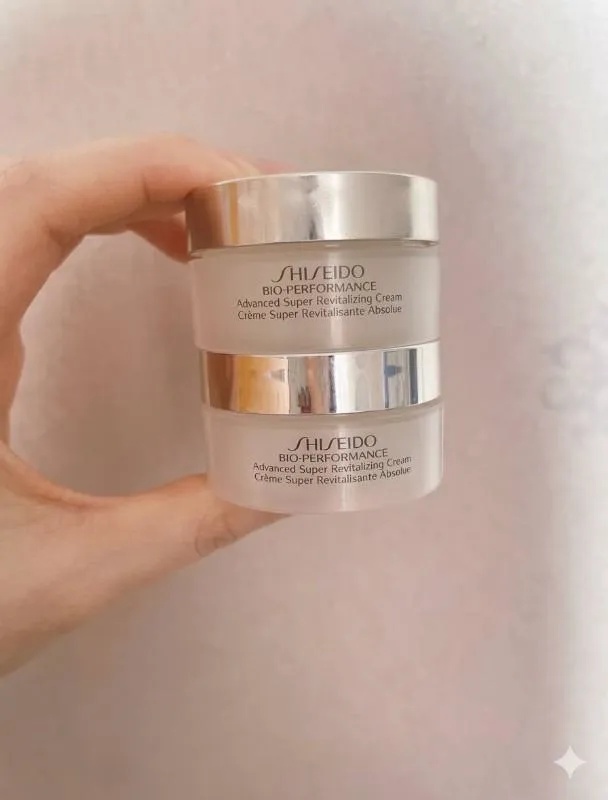 SHISEIDO
BIO-PERFORMANCE
Advanced Super Revitalizing Cream
Crème Super Revitalisante Absolue
SHISEIDO
BIO-PERFORMANCE
Advanced Super Revitalizing Cream
Crème Super Revitalisante Absolue